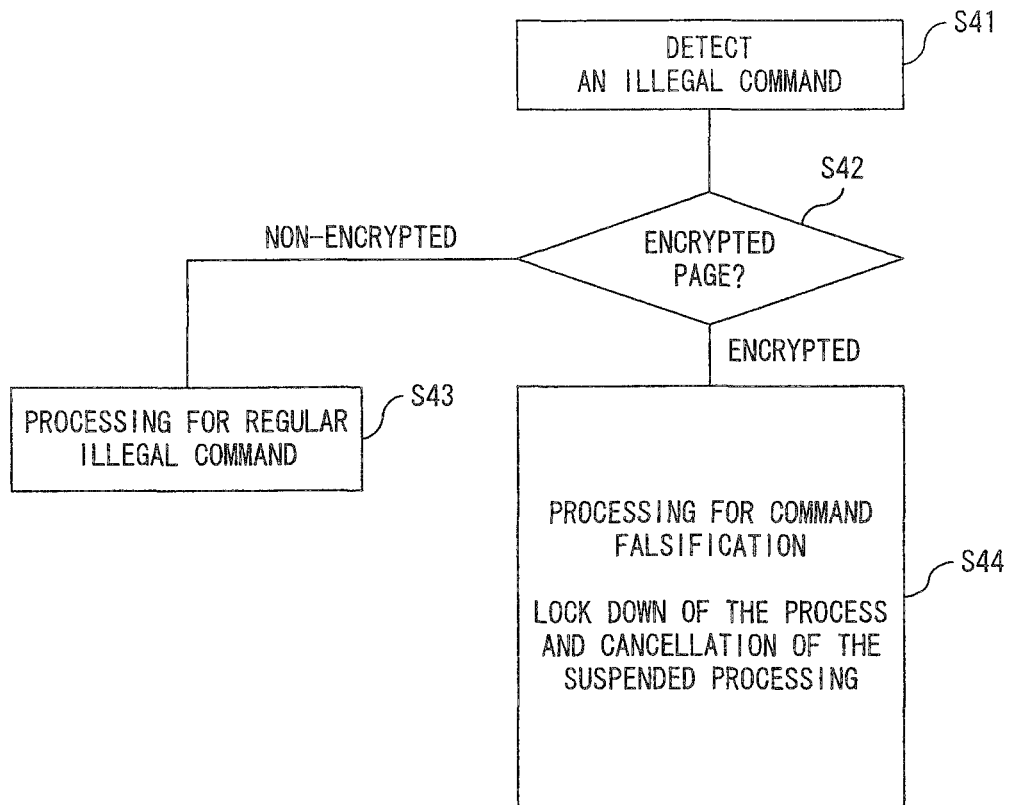 S41
DETECT
AN ILLEGAL COMMAND
S42
NON-ENCRYPTED
ENCRYPTED
PAGE?
ENCRYPTED
S43
PROCESSING FOR REGULAR
ILLEGAL COMMAND
PROCESSING FOR COMMAND
FALSIFICATION
S44
LOCK DOWN OF THE PROCESS
AND CANCELLATION OF THE
SUSPENDED PROCESSING